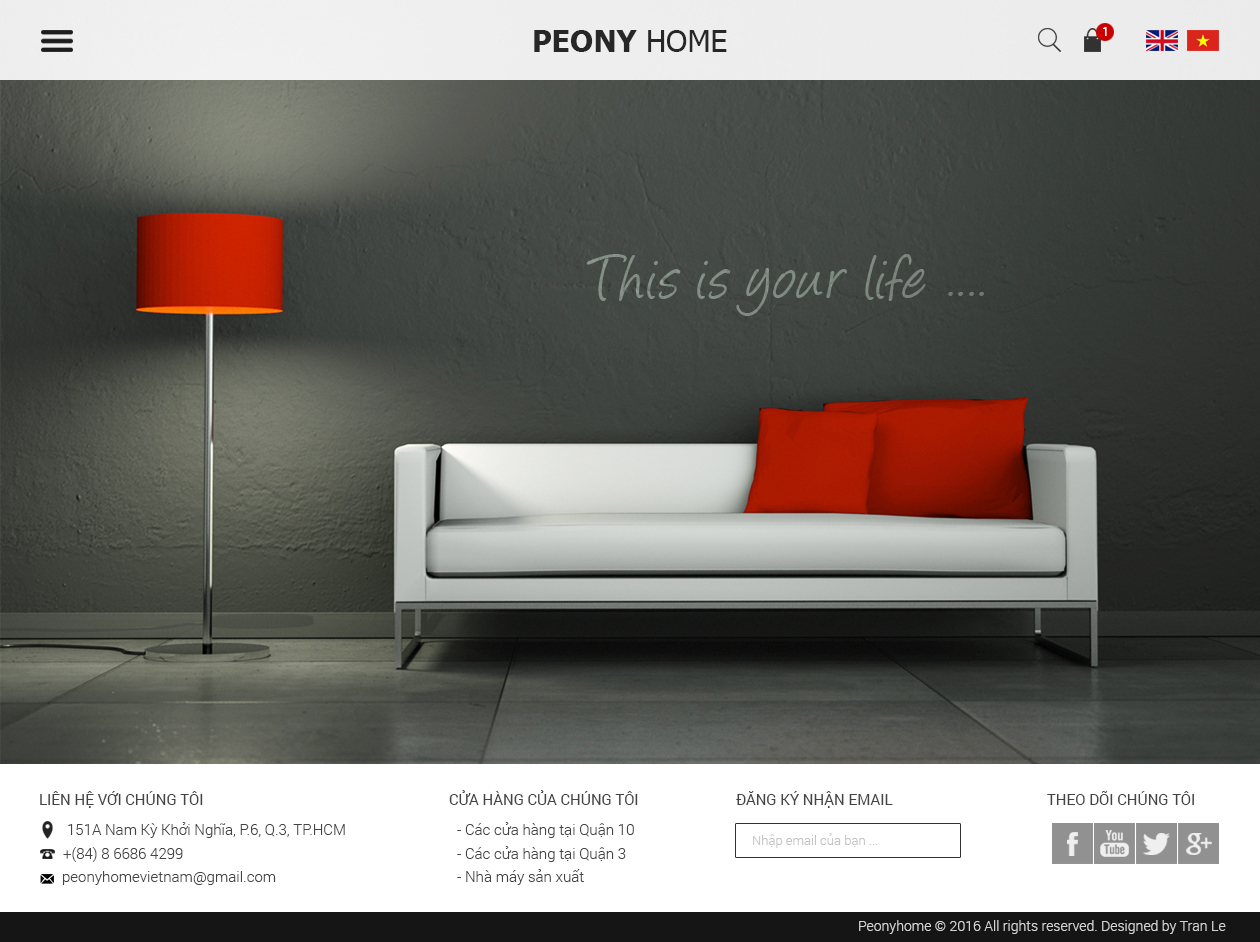 PEONY HOME
1
This is your life ....
LIÊN HỆ VỚI CHÚNG TÔI
151A Nam Kỳ Khởi Nghĩa, P.6, Q.3, TP.HCM
+(84) 8 6686 4299
peonyhomevietnam@gmail.com
CỬA HÀNG CỦA CHÚNG TÔI
- Các cửa hàng tại Quận 10
- Các cửa hàng tại Quận 3
- Nhà máy sản xuất
ĐĂNG KÝ NHẬN EMAIL
Nhập email của bạn ...
THEO DÕI CHÚNG TÔI
f
You
Tube
g+
Peonyhome © 2016 All rights reserved. Designed by Tran Le